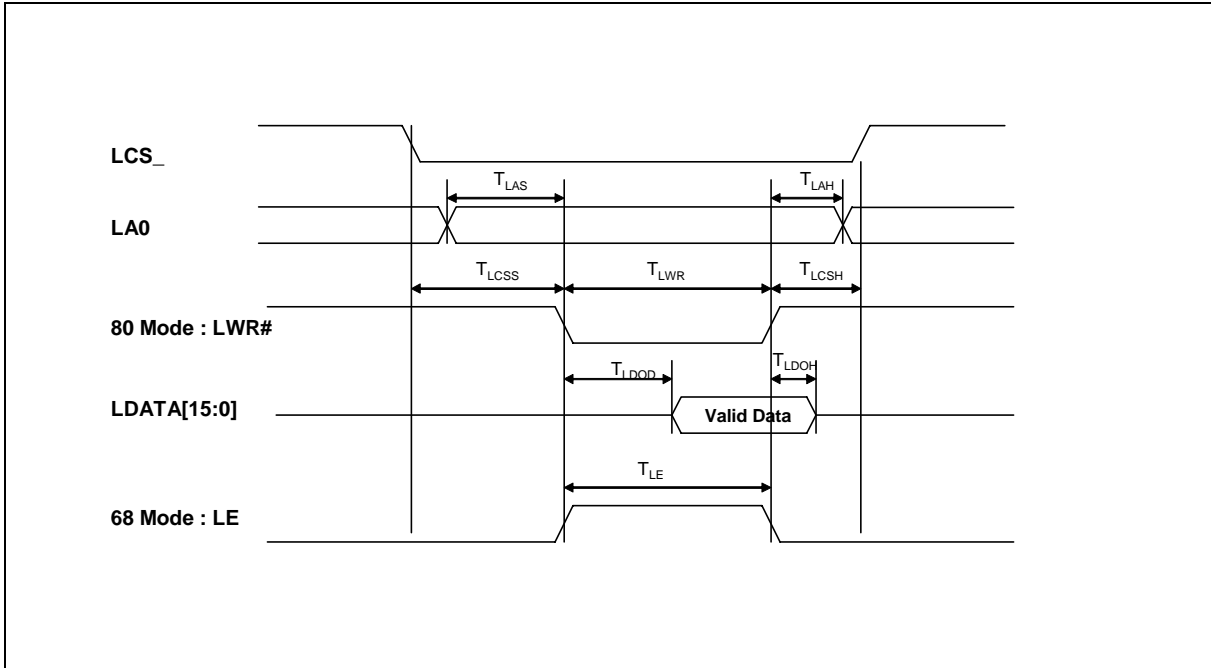 LCS_
TLAS
TLAH
LA0
TLCSS
TLWR
TLCSH
80 Mode : LWR#
TLDOD
TLDOH
LDATA[15:0]
Valid Data
TLE
68 Mode : LE